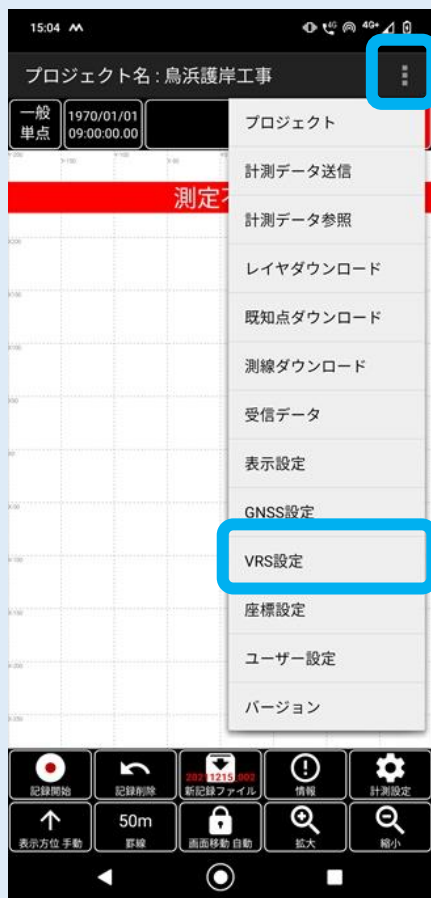 15:04
4G 4G+
プロジェクト名 : 鳥浜護岸工事
一般
単点
1970/01/01
09:00:00.00
測定不
プロジェクト
計測データ送信
計測データ参照
レイヤダウンロード
既知点ダウンロード
測線ダウンロード
受信データ
表示設定
GNSS設定
VRS設定
座標設定
ユーザー設定
バージョン
記録開始
記録削除
20211215_002
新記録ファイル
情報
計測設定
表示方位 手動
50m
罫線
画面移動 自動
拡大
縮小